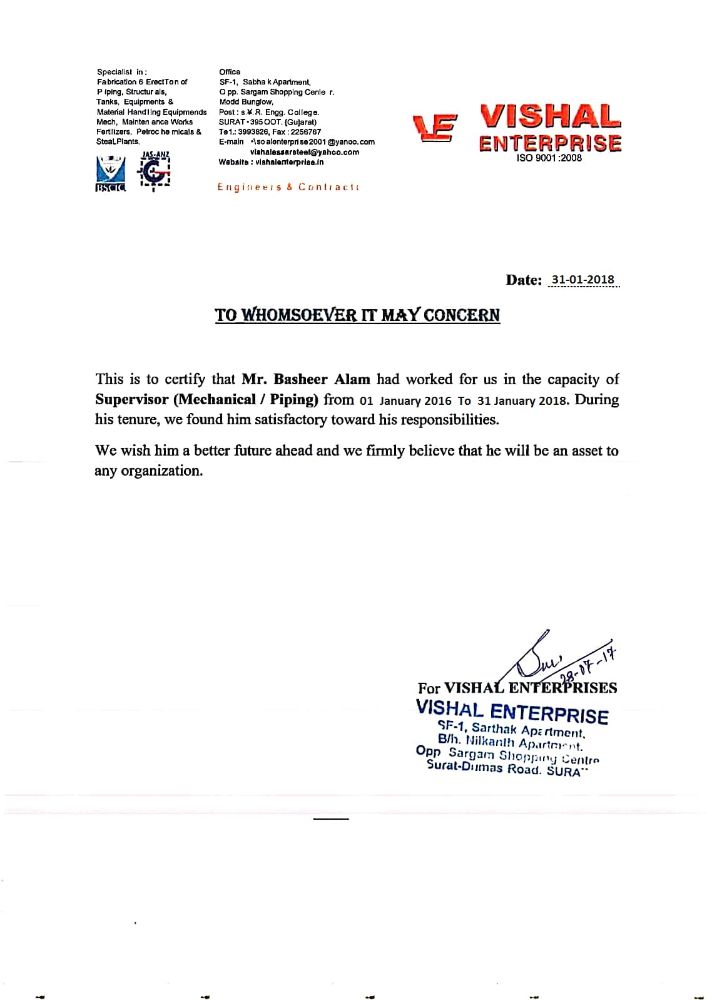 Specialist in :
Fabrication 6 ErectTon of
P iping, Structur als,
Tanks, Equipments &
Material Handling Equipmends
Mech, Mainten ance Works
Fertilizers, Petroc he micals &
SteaLPlants.
JAS-ANZ
BSCIC
Office
SF-1, Sabha k Apartment,
O pp. Sargam Shopping Cenle r.
Modd Bunglow,
Post : s.¥. R. Engg. College.
SURAT•395 OOT. (Gujarat)
Te1.: 3993826, Fax : 2256767
E-main •\so alenterprise2001@yanoo.com
vishalessarsteel@yahoo.com
Wabsite : vishalenterprise.in
Engineers & Contract
VE
VISHAL
ENTERPRISE
ISO 9001 :2008
Date: 31-01-2018
TO WHOMSOEVER IT MAY CONCERN
This is to certify that Mr. Basheer Alam had worked for us in the capacity of
Supervisor (Mechanical / Piping) from 01 January 2016 To 31 January 2018. During
his tenure, we found him satisfactory toward his responsibilities.
We wish him a better future ahead and we firmly believe that he will be an asset to
any organization.
28-07-17
For VISHAL ENTERPRISES
VISHAL ENTERPRISE
SF-1, Sarthak Apartment,
B/h. Nilkanth Apartment.
Opp Sargam Shopping Centre
Surat-Dumas Road. SURA